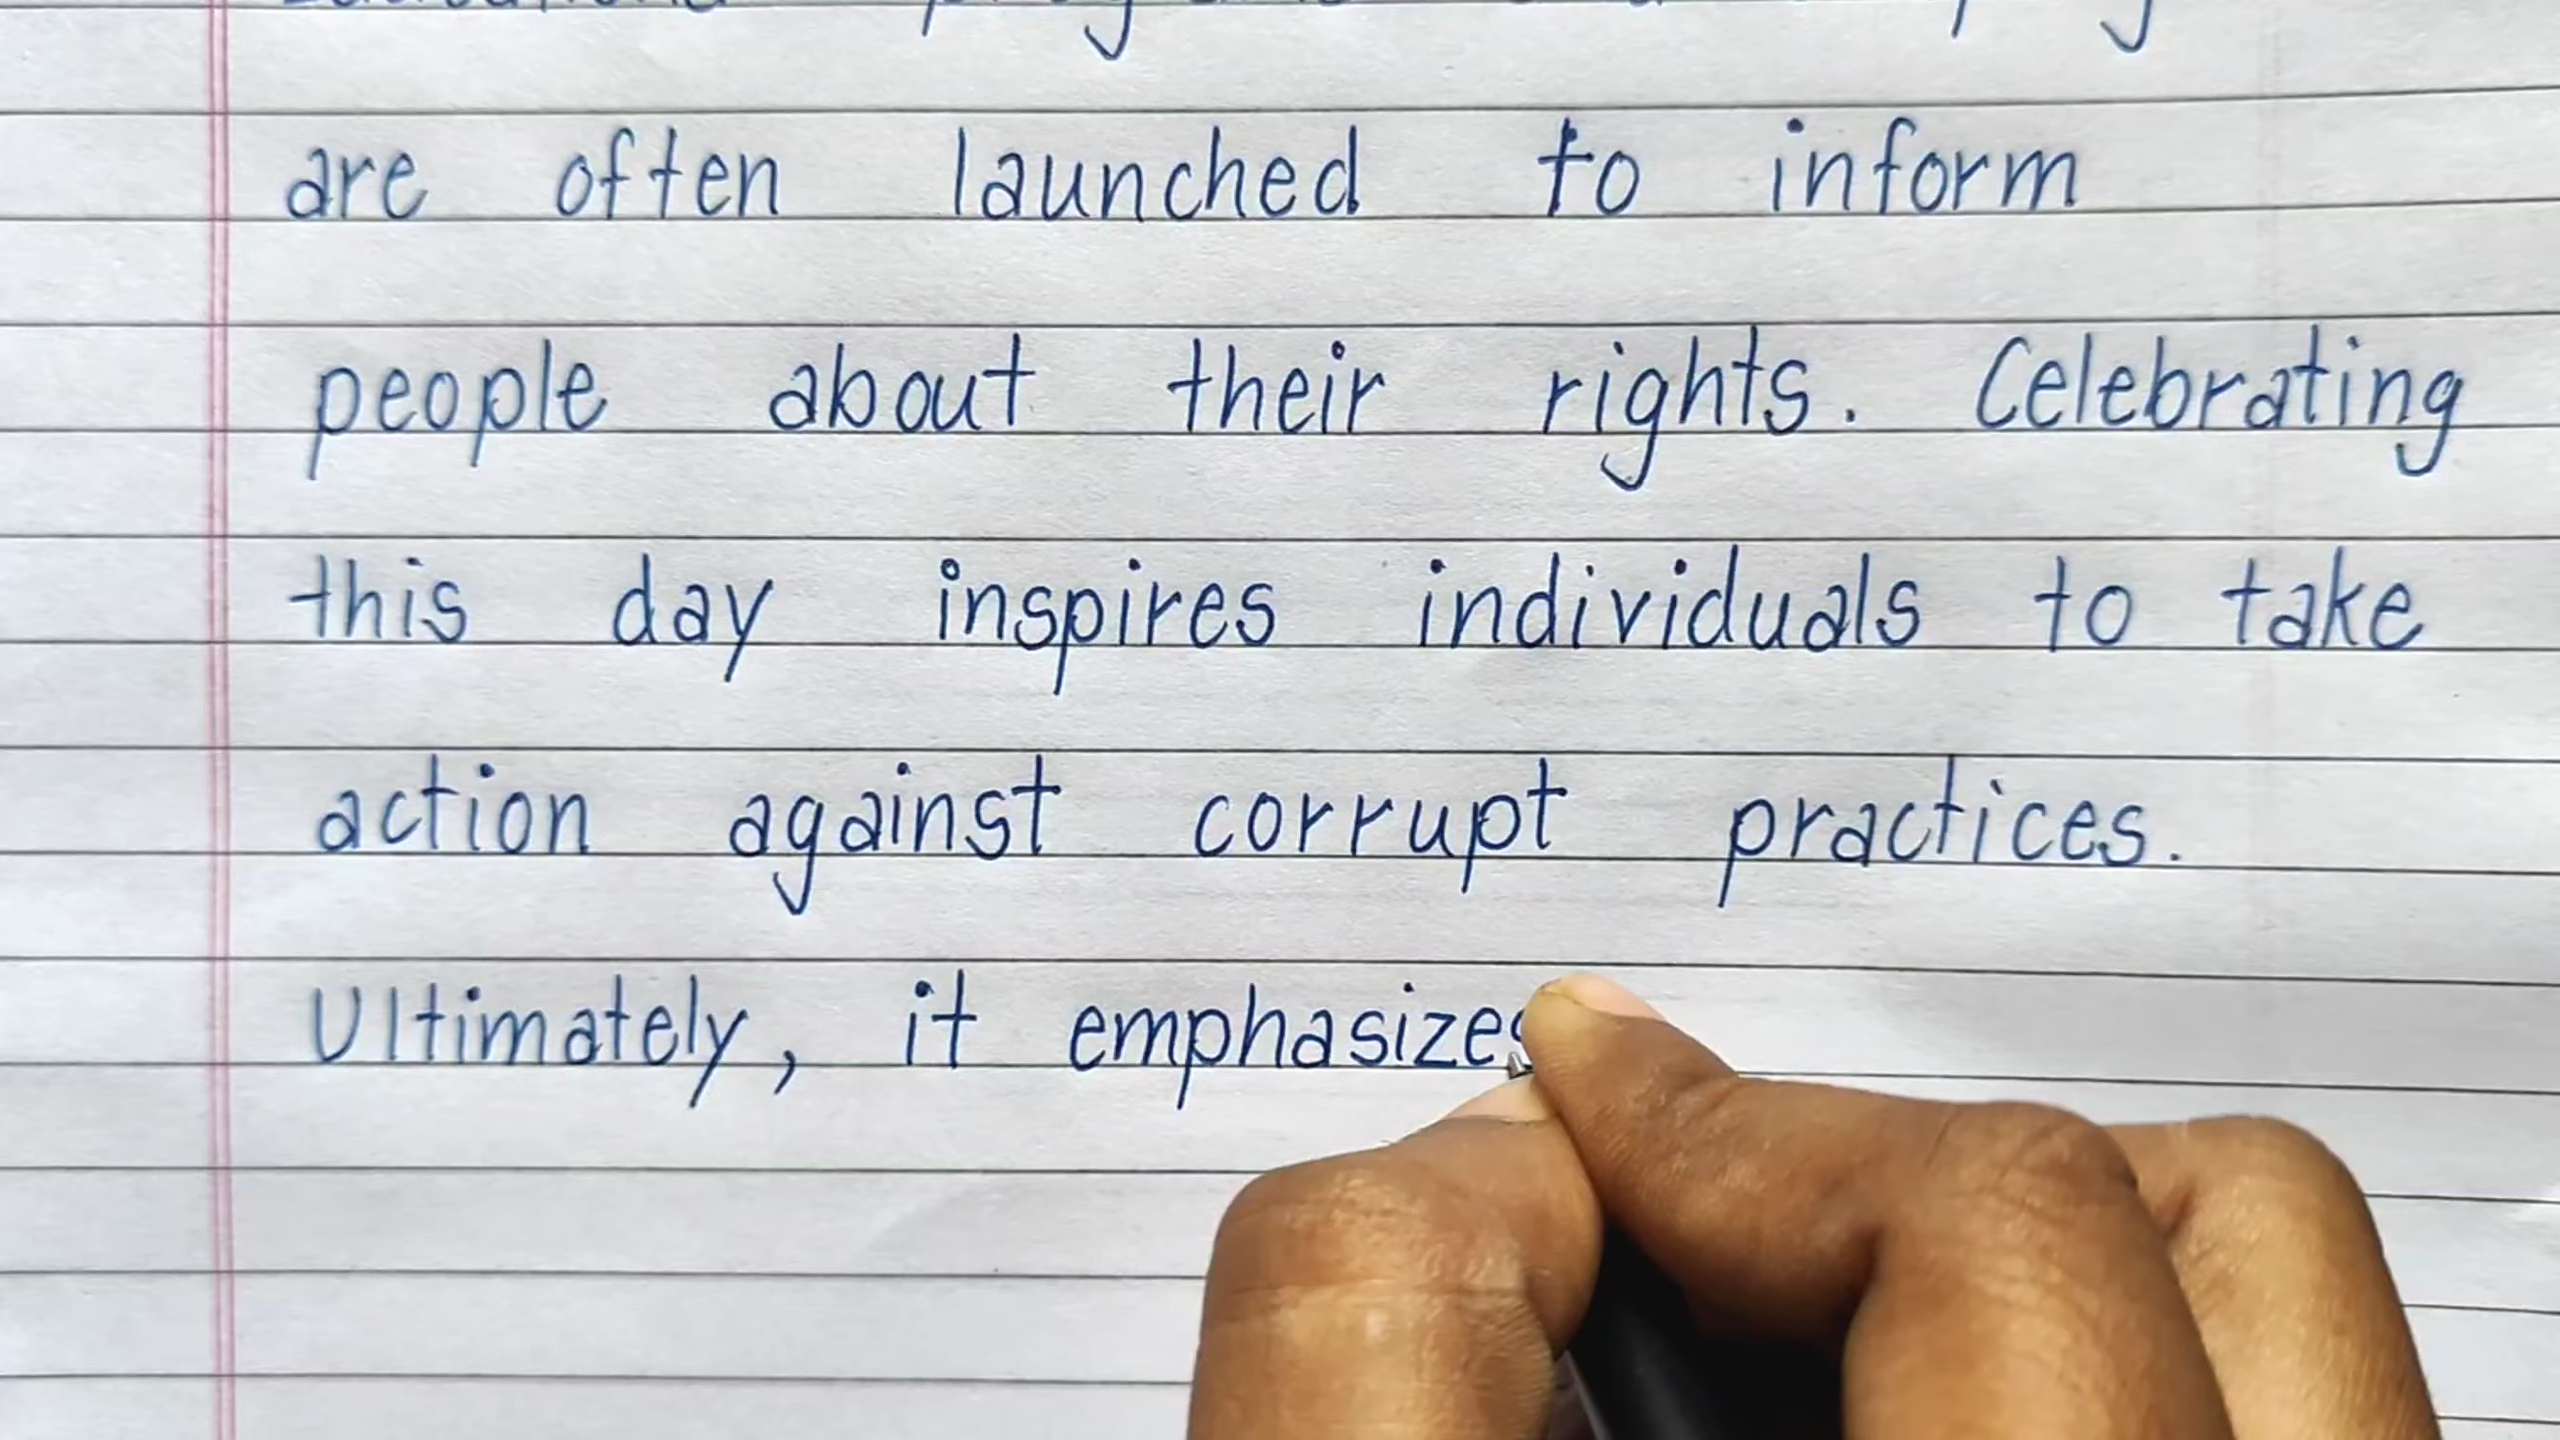 are often launched to inform
people about their rights. Celebrating
this day inspires individuals to take
action against corrupt practices.
Ultimately, it emphasizes